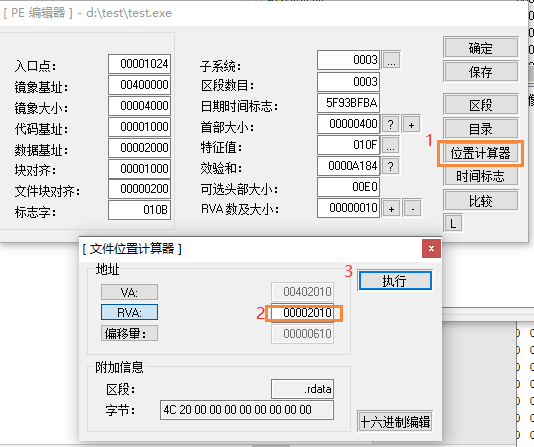 [ PE 编辑器 ] - d:\test\test.exe
入口点： 00001024
镜象基址： 00400000
镜象大小： 00004000
代码基址： 00001000
数据基址： 00002000
块对齐： 00001000
文件块对齐： 00000200
标志字： 010B
子系统： 0003 ...
区段数目： 0003
日期时间标志： 5F93BFBA
首部大小： 00000400 ? +
特征值： 010F ...
效验和： 0000A184 ?
可选头部大小： 00E0
RVA 数及大小： 00000010 + -
确定
保存
区段
目录
1 位置计算器
时间标志
比较
L
[ 文件位置计算器 ] x
地址
VA: 00402010
RVA: 2 00002010
偏移量： 00000610
3 执行
附加信息
区段： .rdata
字节： 4C 20 00 00 00 00 00 00 00 00
十六进制编辑